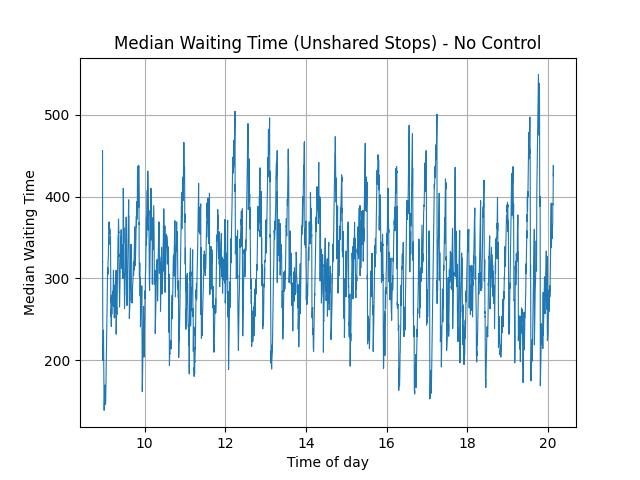 Median Waiting Time (Unshared Stops) - No Control
Median Waiting Time
500
400
300
200
10 12 14 16 18 20
Time of day